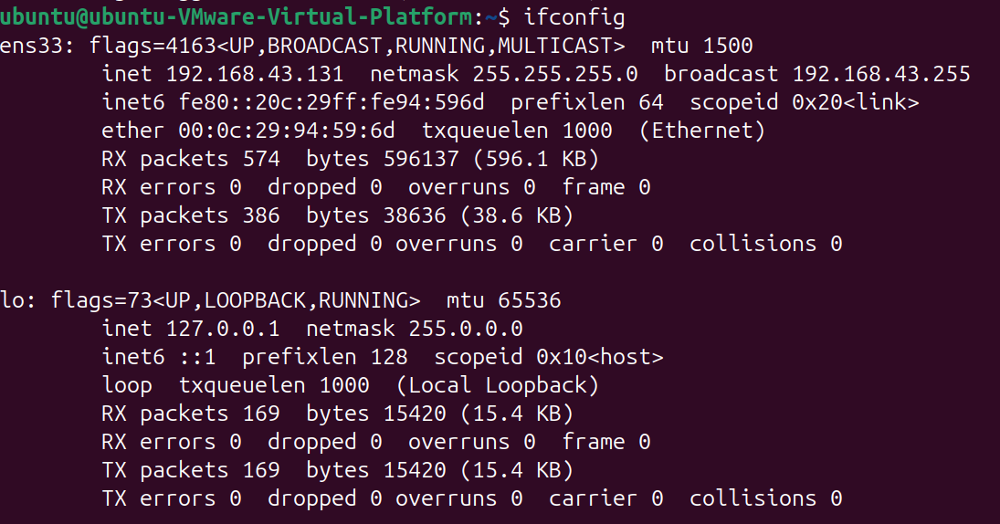 ubuntu@ubuntu-VMware-Virtual-Platform:~$ ifconfig
ens33: flags=4163<UP,BROADCAST,RUNNING,MULTICAST>  mtu 1500
        inet 192.168.43.131  netmask 255.255.255.0  broadcast 192.168.43.255
        inet6 fe80::20c:29ff:fe94:596d  prefixlen 64  scopeid 0x20<link>
        ether 00:0c:29:94:59:6d  txqueuelen 1000  (Ethernet)
        RX packets 574  bytes 596137 (596.1 KB)
        RX errors 0  dropped 0  overruns 0  frame 0
        TX packets 386  bytes 38636 (38.6 KB)
        TX errors 0  dropped 0 overruns 0  carrier 0  collisions 0

lo: flags=73<UP,LOOPBACK,RUNNING>  mtu 65536
        inet 127.0.0.1  netmask 255.0.0.0
        inet6 ::1  prefixlen 128  scopeid 0x10<host>
        loop  txqueuelen 1000  (Local Loopback)
        RX packets 169  bytes 15420 (15.4 KB)
        RX errors 0  dropped 0  overruns 0  frame 0
        TX packets 169  bytes 15420 (15.4 KB)
        TX errors 0  dropped 0 overruns 0  carrier 0  collisions 0